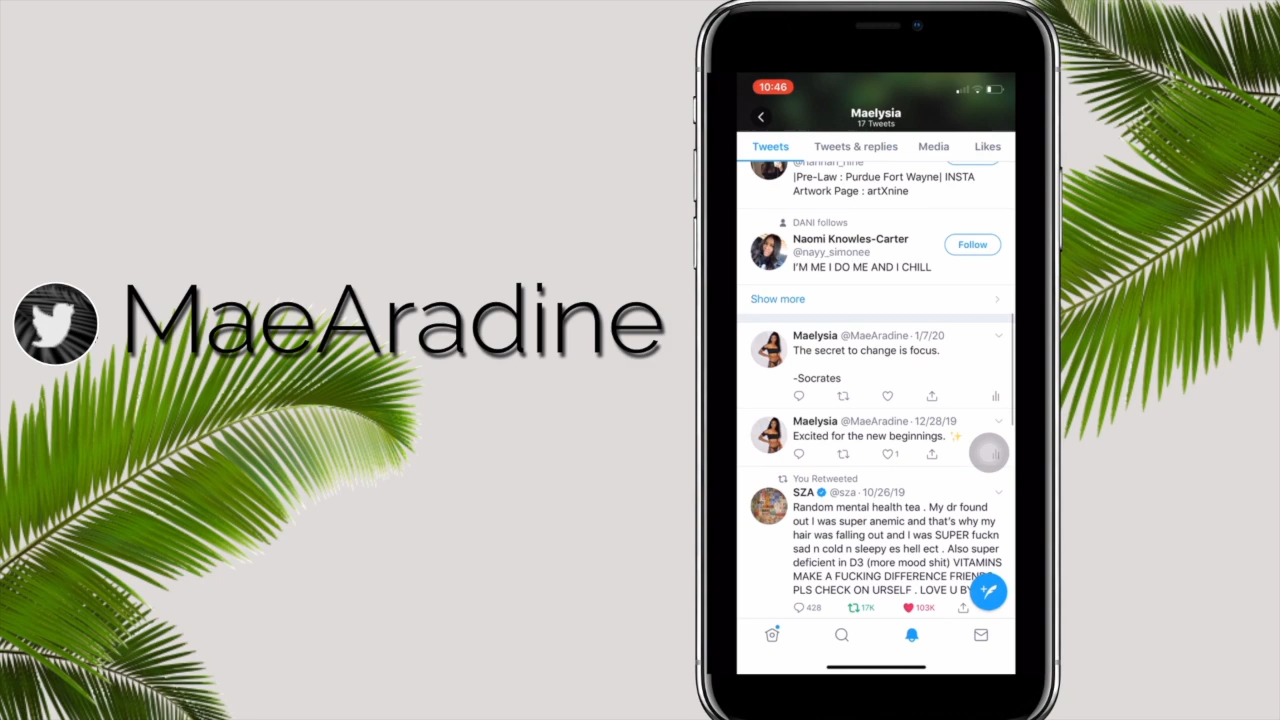 MaeAradine
10:46
Maelysia
17 Tweets
Tweets Tweets & replies Media Likes
@hannah_nine
|Pre-Law : Purdue Fort Wayne| INSTA
Artwork Page : artXnine
DANI follows
Naomi Knowles-Carter
Follow
@nayy_simonee
I'M ME I DO ME AND I CHILL
Show more
Maelysia @MaeAradine · 1/7/20
The secret to change is focus.
-Socrates
Maelysia @MaeAradine · 12/28/19
Excited for the new beginnings. ✨
1
You Retweeted
SZA @sza · 10/26/19
Random mental health tea . My dr found
out I was super anemic and that's why my
hair was falling out and I was SUPER fuckn
sad n cold n sleepy es hell ect . Also super
deficient in D3 (more mood shit) VITAMINS
MAKE A FUCKING DIFFERENCE
PLS CHECK ON URSELF . LOVE U
428 17K 103K